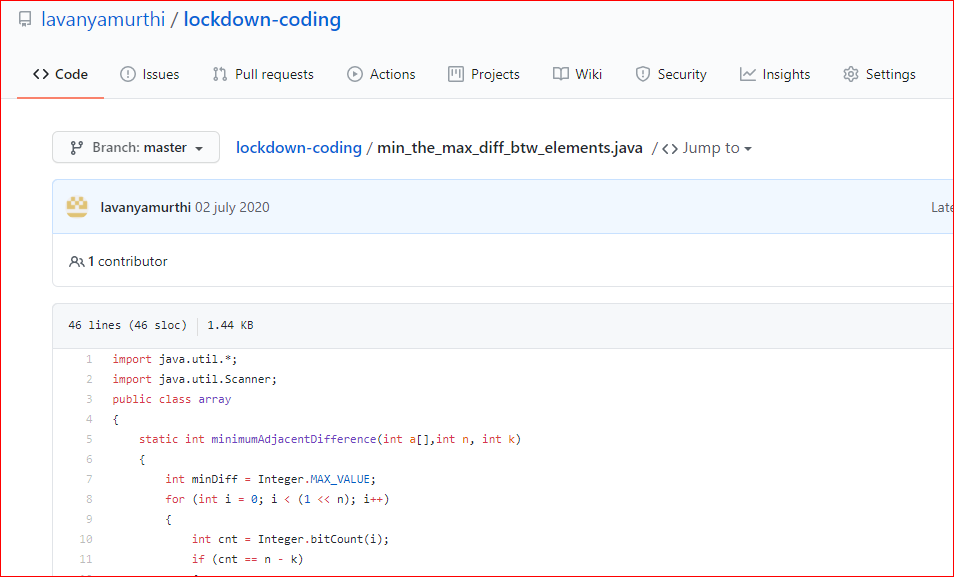 lavanyamurthi / lockdown-coding
<> Code Issues Pull requests Actions Projects Wiki Security Insights Settings
Branch: master lockdown-coding / min_the_max_diff_btw_elements.java / <> Jump to
lavanyamurthi 02 july 2020 Late
1 contributor
46 lines (46 sloc) 1.44 KB
1 import java.util.*;
2 import java.util.Scanner;
3 public class array
4 {
5 static int minimumAdjacentDifference(int a[],int n, int k)
6 {
7 int minDiff = Integer.MAX_VALUE;
8 for (int i = 0; i < (1 << n); i++)
9 {
10 int cnt = Integer.bitCount(i);
11 if (cnt == n - k)